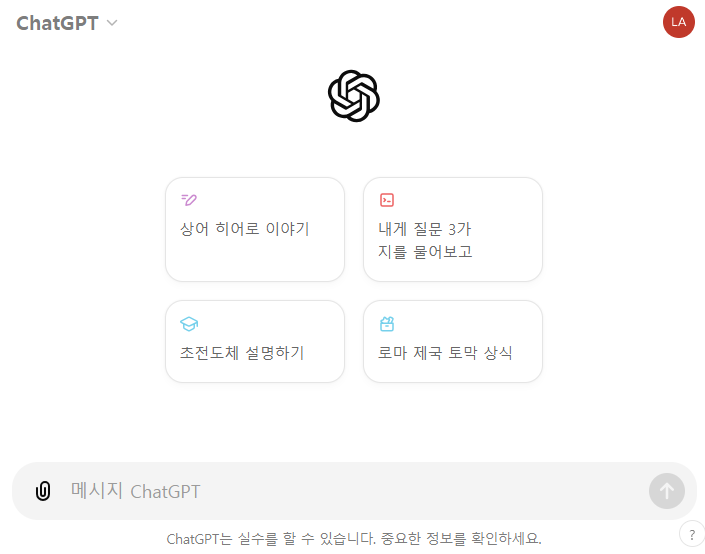 ChatGPT
LA
상어 히어로 이야기
내게 질문 3가
지를 물어보고
초전도체 설명하기
로마 제국 토막 상식
메시지 ChatGPT
ChatGPT는 실수를 할 수 있습니다. 중요한 정보를 확인하세요.
?